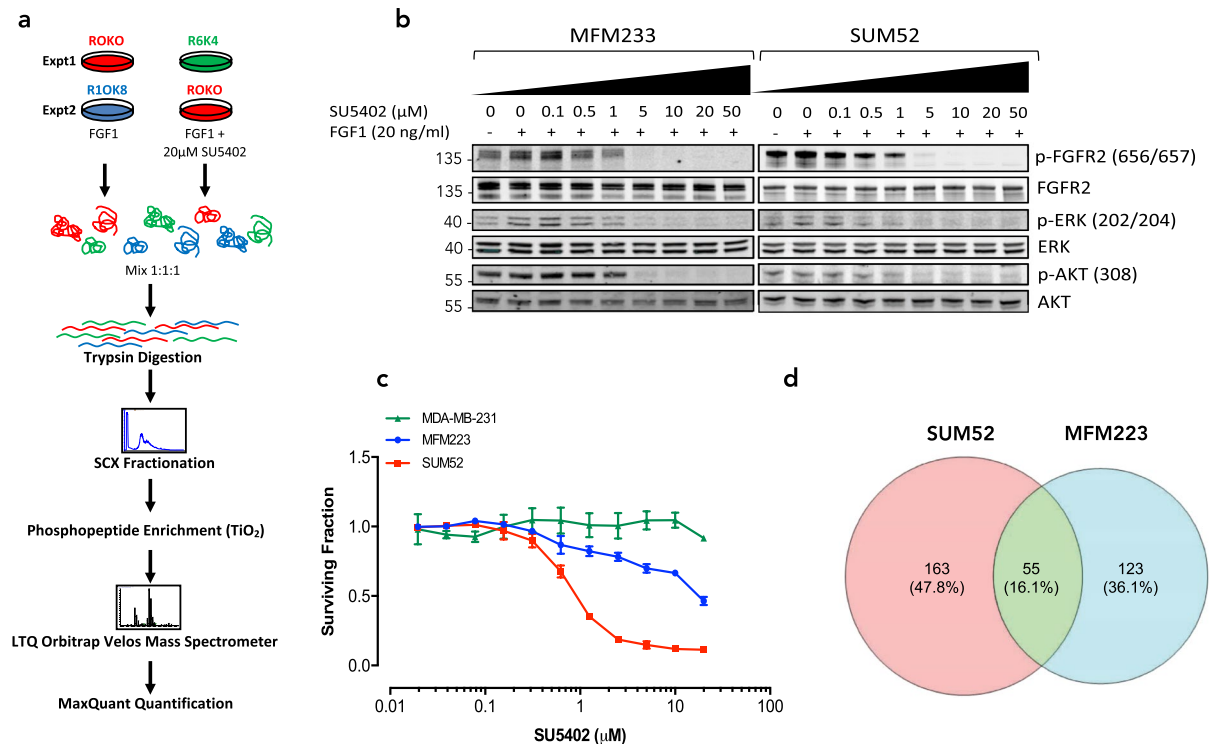 a
ROKO R6K4
Expt1
R1OK8 ROKO
Expt2
FGF1 FGF1 +
20µM SU5402
Mix 1:1:1
Trypsin Digestion
SCX Fractionation
Phosphopeptide Enrichment (TiO₂)
LTQ Orbitrap Velos Mass Spectrometer
MaxQuant Quantification
b
MFM233 SUM52
SU5402 (µM) 0 0 0.1 0.5 1 5 10 20 50 0 0 0.1 0.5 1 5 10 20 50
FGF1 (20 ng/ml) - + + + + + + + + - + + + + + + + +
135 p-FGFR2 (656/657)
135 FGFR2
40 p-ERK (202/204)
40 ERK
55 p-AKT (308)
55 AKT
c
MDA-MB-231
MFM223
SUM52
Surviving Fraction
1.5
1.0
0.5
0.0
0.01 0.1 1 10 100
SU5402 (µM)
d
SUM52 MFM223
163 55 123
(47.8%) (16.1%) (36.1%)